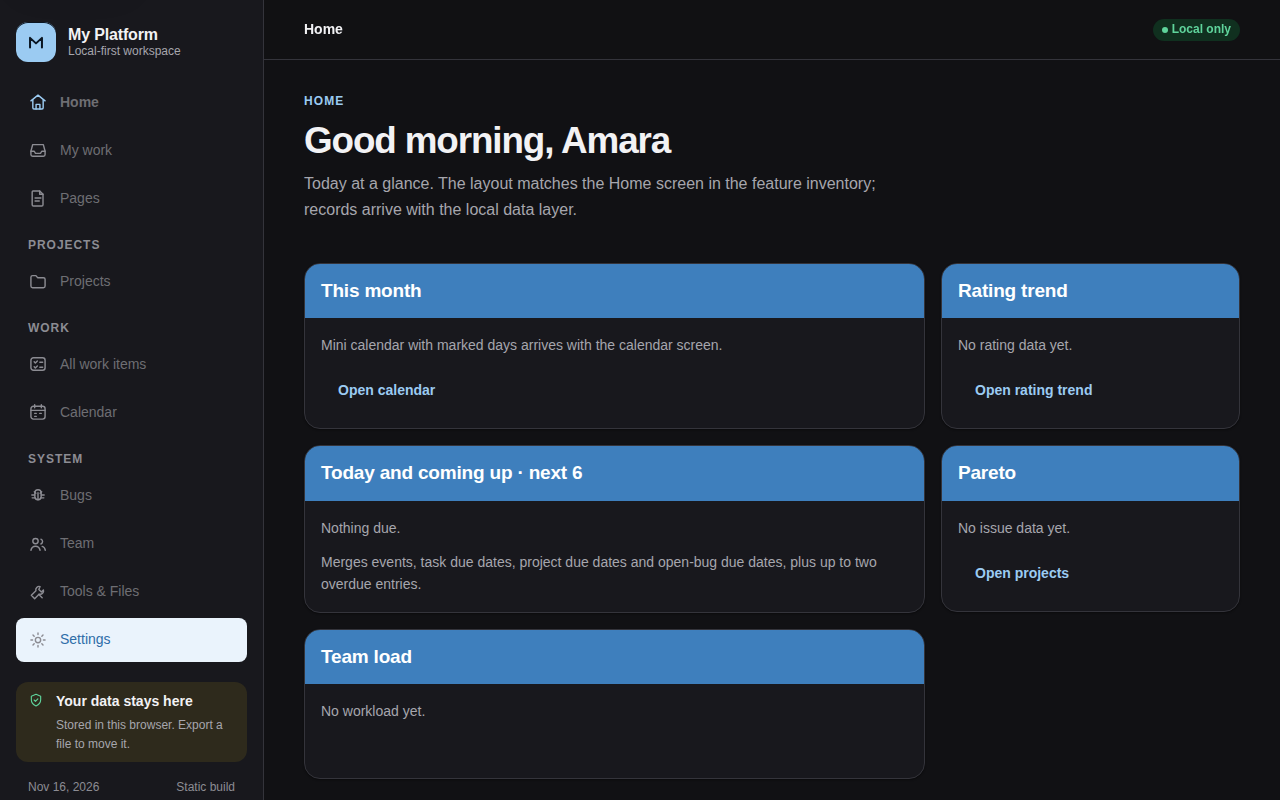 My Platform
Local-first workspace
Home
My work
Pages
PROJECTS
Projects
WORK
All work items
Calendar
SYSTEM
Bugs
Team
Tools & Files
Settings
Your data stays here
Stored in this browser. Export a
file to move it.
Nov 16, 2026
Static build
Home
Local only
HOME
Good morning, Amara
Today at a glance. The layout matches the Home screen in the feature inventory;
records arrive with the local data layer.
This month
Mini calendar with marked days arrives with the calendar screen.
Open calendar
Rating trend
No rating data yet.
Open rating trend
Today and coming up · next 6
Nothing due.
Merges events, task due dates, project due dates and open-bug due dates, plus up to two
overdue entries.
Pareto
No issue data yet.
Open projects
Team load
No workload yet.